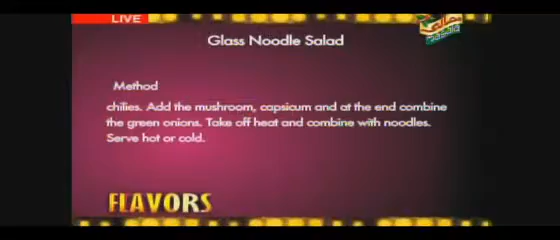 LIVE
Glass Noodle Salad
Method
chilies. Add the mushroom, capsicum and at the end combine
the green onions. Take off heat and combine with noodles.
Serve hot or cold.
FLAVORS